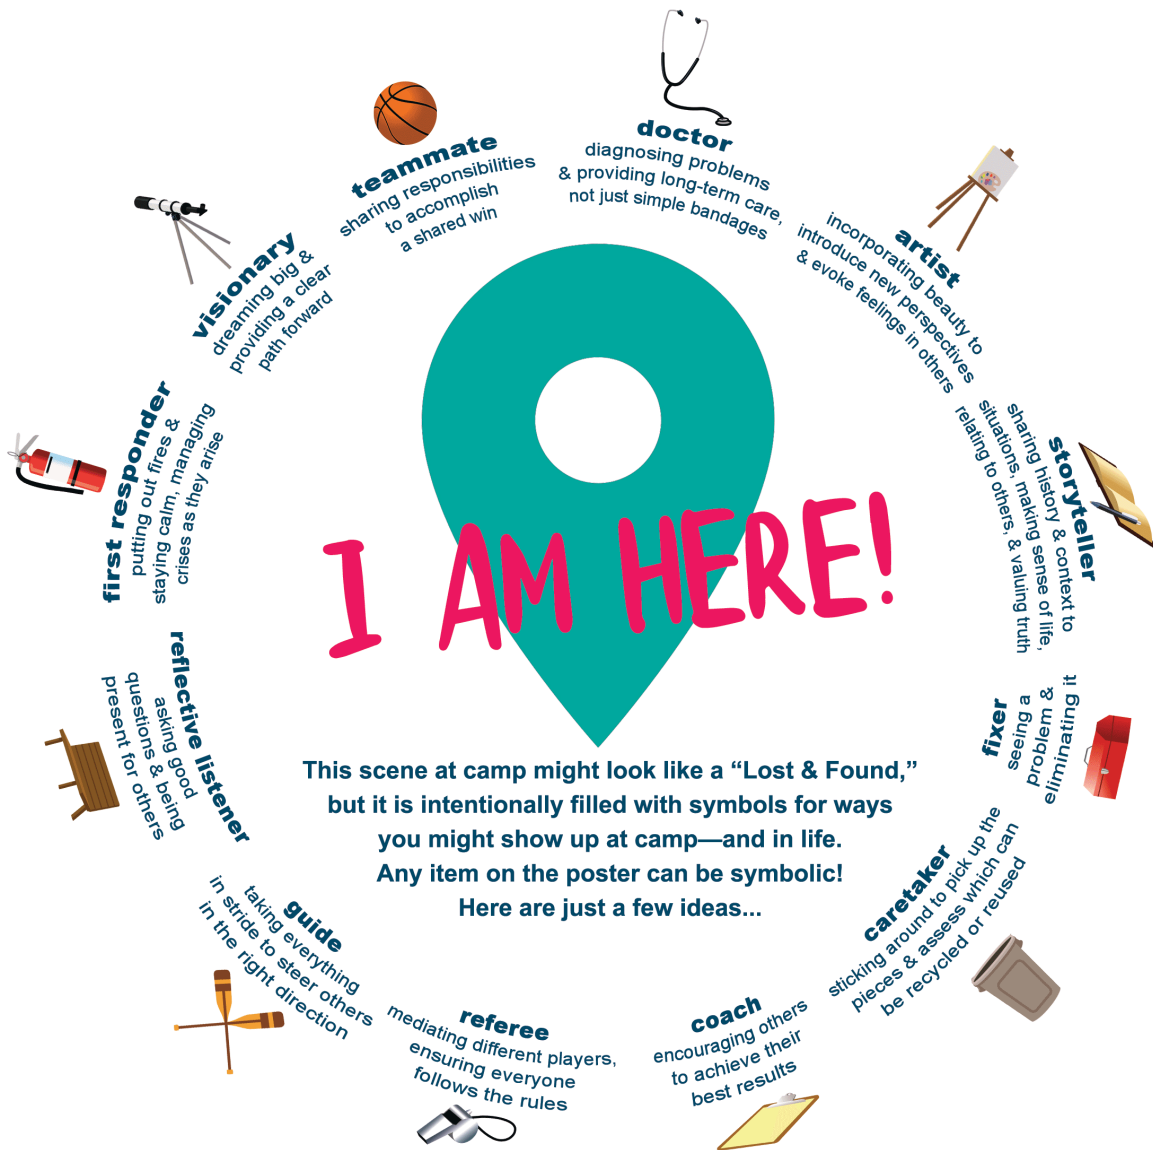 doctor
diagnosing problems
& providing long-term care,
not just simple bandages
artist
incorporating beauty to
introduce new perspectives
& evoke feelings in others
storyteller
sharing history & context to
situations, making sense of life,
relating to others, & valuing truth
fixer
seeing a
problem &
eliminating it
caretaker
sticking around to pick up the
pieces & assess which can
be recycled or reused
coach
encouraging others
to achieve their
best results
referee
mediating different players,
ensuring everyone
follows the rules
guide
taking everything
in stride to steer others
in the right direction
reflective listener
asking good
questions & being
present for others
first responder
putting out fires &
staying calm, managing
crises as they arise
visionary
dreaming big &
providing a clear
path forward
teammate
sharing responsibilities
to accomplish
a shared win
I AM HERE!
This scene at camp might look like a “Lost & Found,”
but it is intentionally filled with symbols for ways
you might show up at camp—and in life.
Any item on the poster can be symbolic!
Here are just a few ideas...